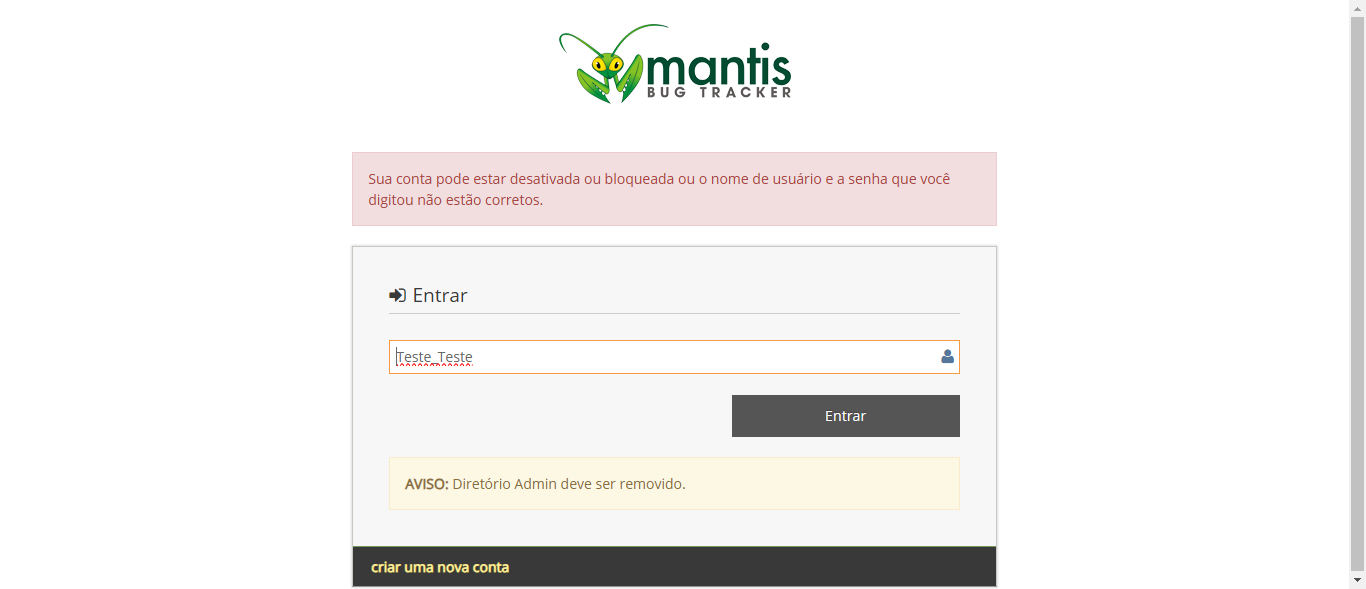 mantis
BUG TRACKER
Sua conta pode estar desativada ou bloqueada ou o nome de usuário e a senha que você
digitou não estão corretos.
Entrar
Teste_Teste
Entrar
AVISO: Diretório Admin deve ser removido.
criar uma nova conta